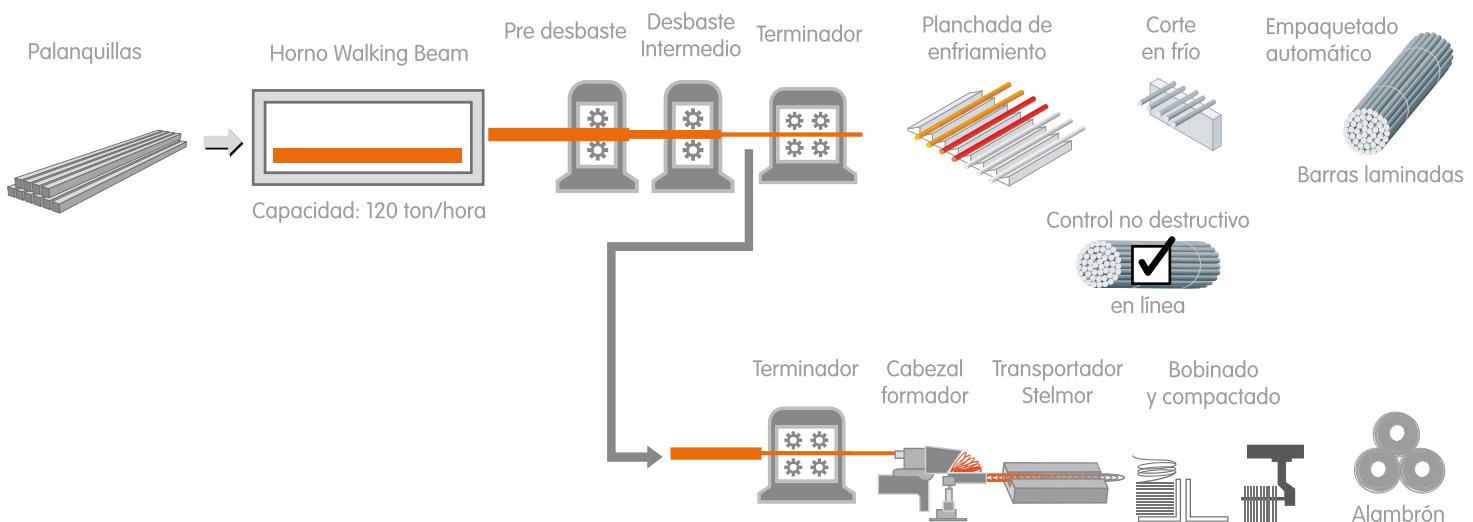 Palanquillas
Horno Walking Beam
Capacidad: 120 ton/hora
Pre desbaste
Desbaste
Intermedio
Terminador
Planchada de
enfriamiento
Corte
en frío
Empaquetado
automático
Barras laminadas
Control no destructivo
en línea
Terminador
Cabezal
formador
Transportador
Stelmor
Bobinado
y compactado
Alambrón